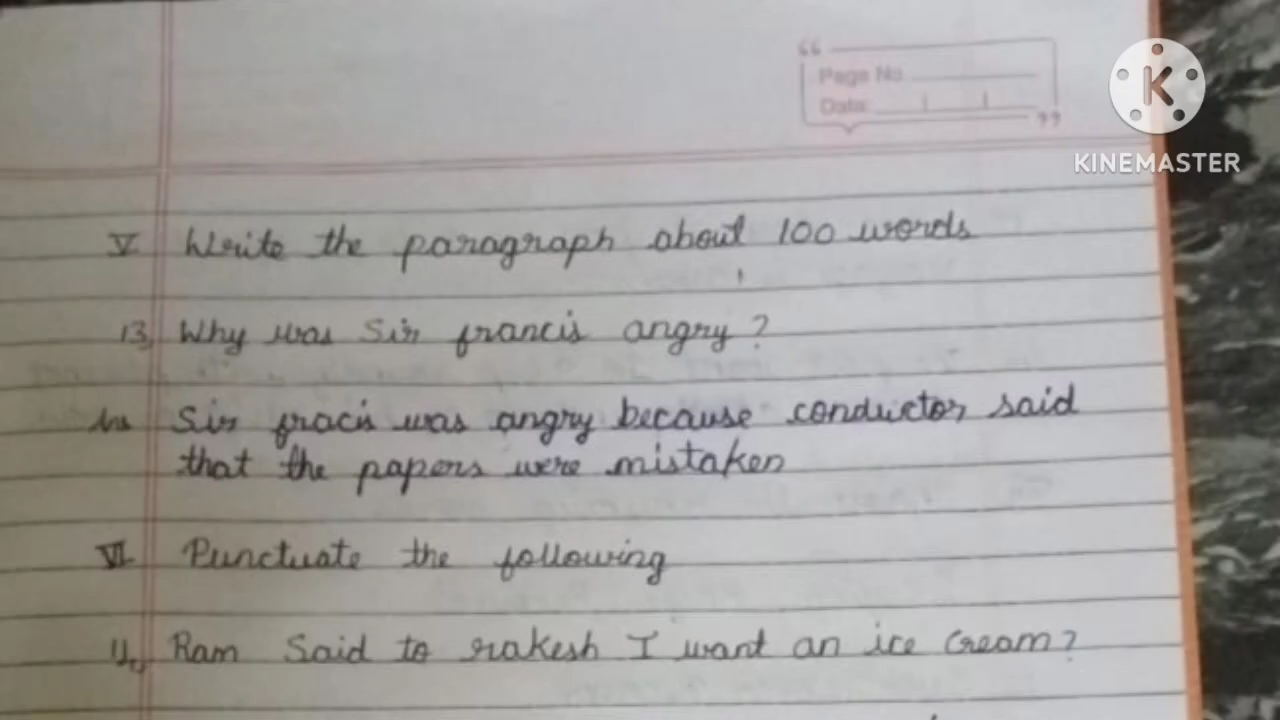 Page No
Date:
KINEMASTER
V Write the paragraph about 100 words
13, Why was Sir francis angry?
Ans Sir fracis was angry because conductor said
that the papers were mistaken
VI Punctuate the following
14, Ram Said to rakesh I want an ice Cream?